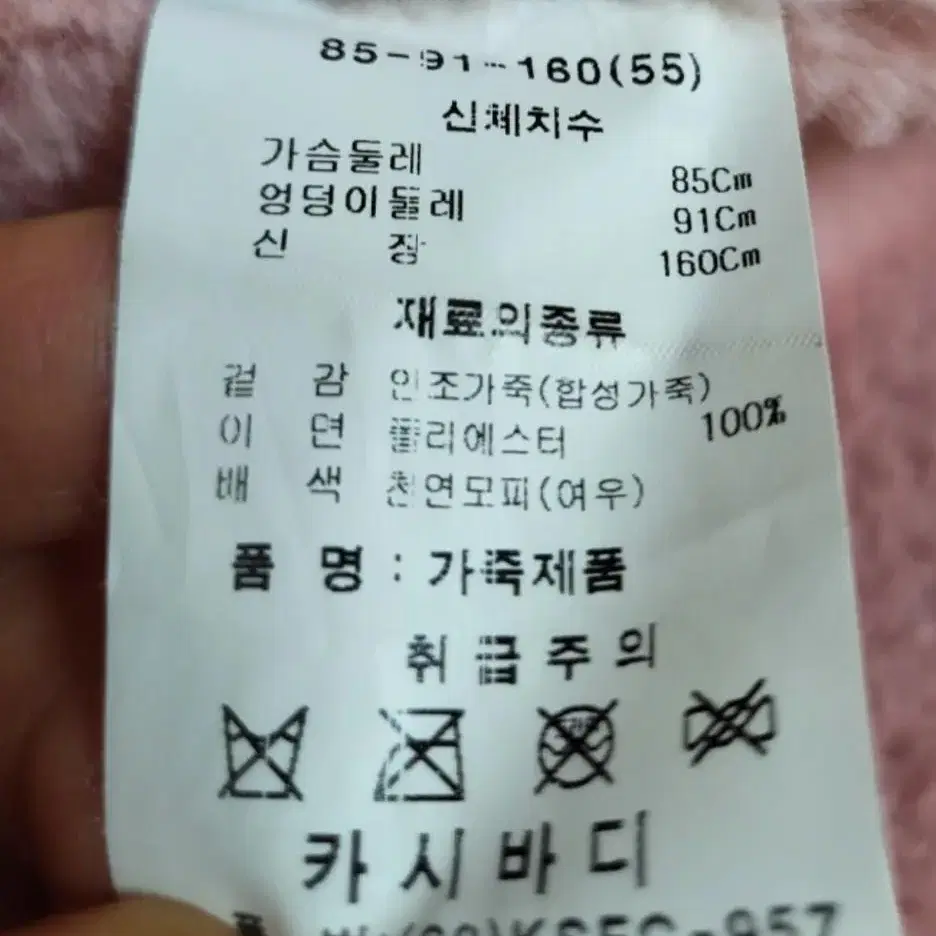 85-91-160(55)
신체치수
가슴둘레 85Cm
엉덩이둘레 91Cm
신 장 160Cm
재료의종류
겉 감 인조가죽(합성가죽)
이 면 폴리에스터 100%
배 색 천연모피(여우)
품 명 : 가죽제품
취급주의
카시바디